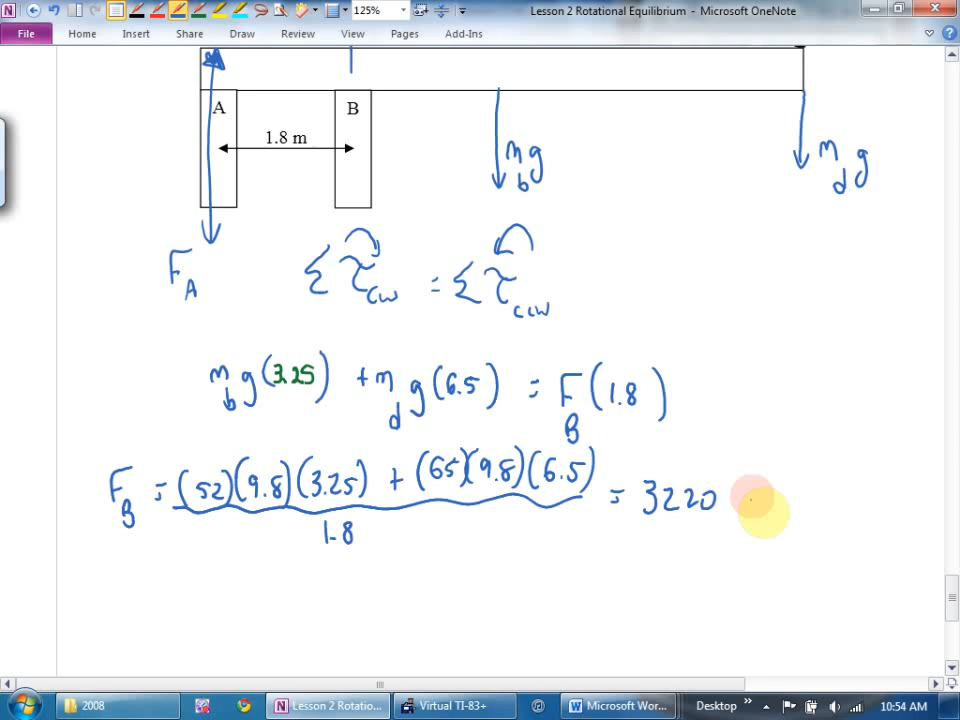 Lesson 2 Rotational Equilibrium - Microsoft OneNote
125%
File Home Insert Share Draw Review View Pages Add-Ins
A B
1.8 m
m_b g m_d g
F_A
Σ τ_cw = Σ τ_ccw
m_b g (3.25) + m_d g (6.5) = F_B (1.8)
F_B = (52)(9.8)(3.25) + (65)(9.8)(6.5) = 3220
1.8
2008 Lesson 2 Rotatio... Virtual TI-83+ Microsoft Wor... Desktop 10:54 AM